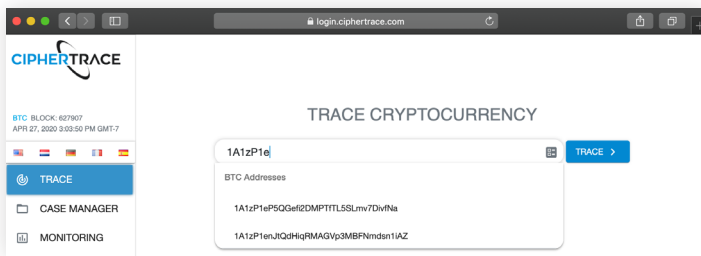 login.ciphertrace.com
CIPHERTRACE
BTC BLOCK: 627907
APR 27, 2020 3:03:50 PM GMT-7
TRACE CRYPTOCURRENCY
1A1zP1e
TRACE >
BTC Addresses
1A1zP1eP5QGefi2DMPTfTL5SLmv7DivfNa
1A1zP1enJtQdHiqRMAGVp3MBFNmdsn1iAZ
TRACE
CASE MANAGER
MONITORING